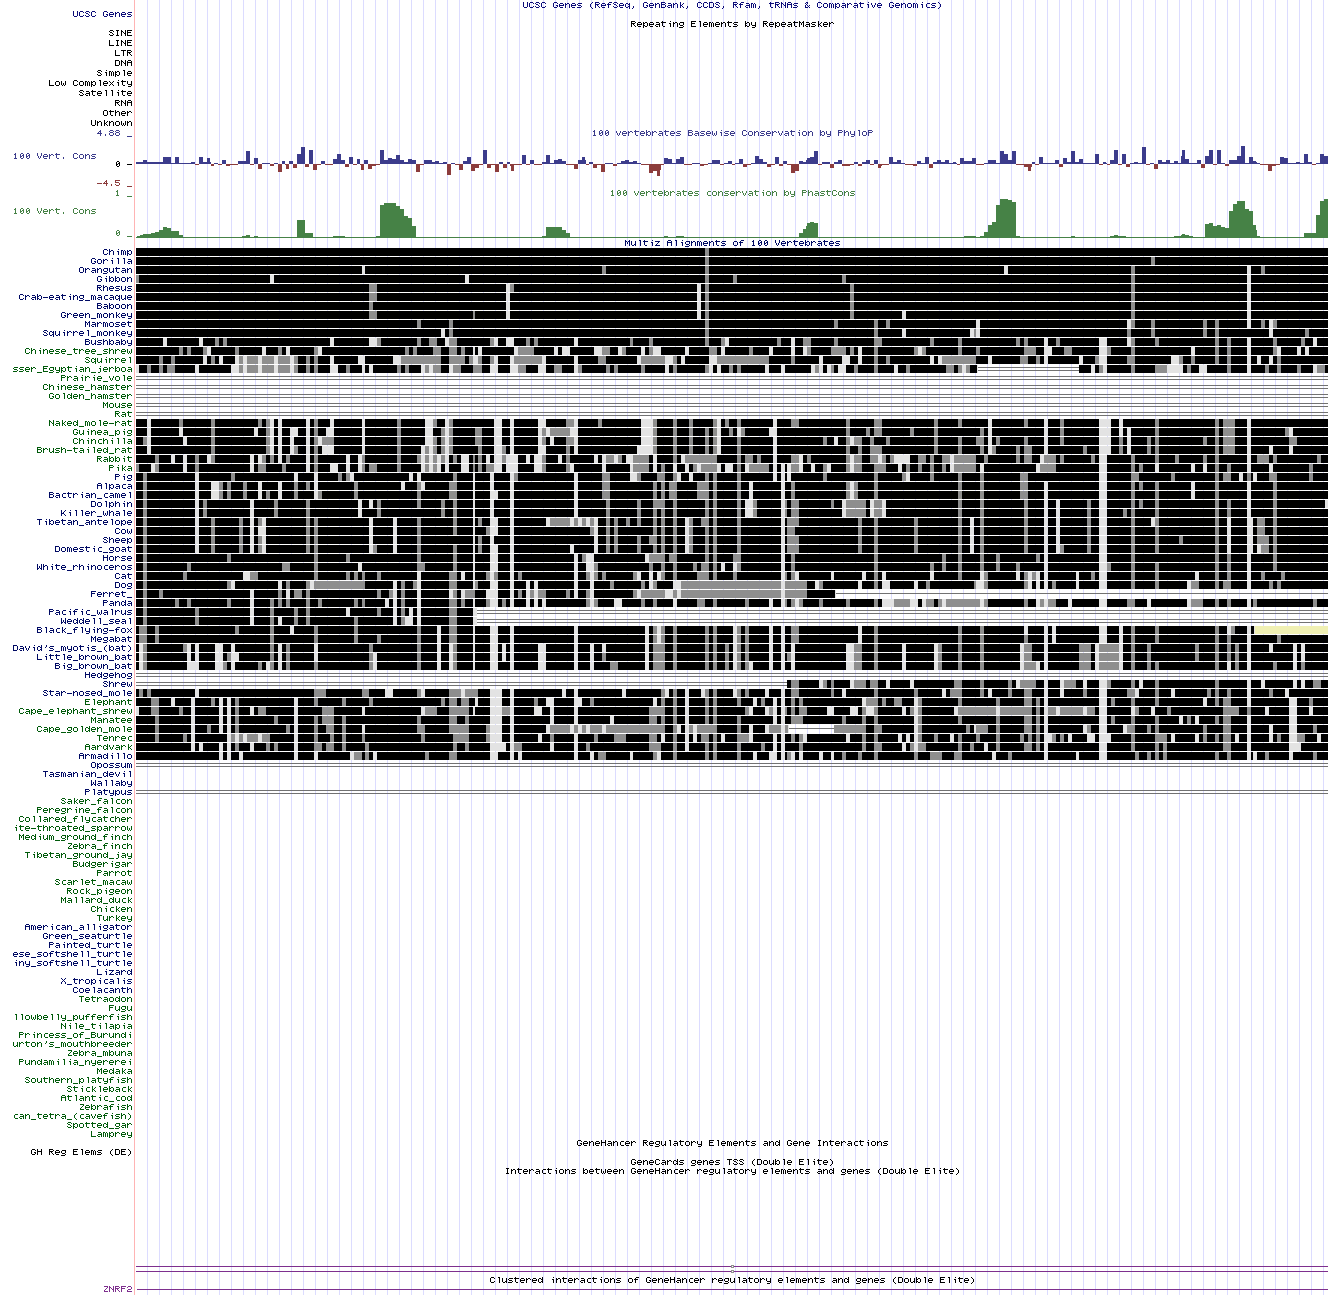 UCSC Genes (RefSeq, GenBank, CCDS, Rfam, tRNAs & Comparative Genomics)
UCSC Genes
Repeating Elements by RepeatMasker
SINE
LINE
LTR
DNA
Simple
Low Complexity
Satellite
RNA
Other
Unknown
100 vertebrates Basewise Conservation by PhyloP
4.88 _
100 Vert. Cons
0 -
-4.5 _
100 vertebrates conservation by PhastCons
1 _
100 Vert. Cons
0 _
Multiz Alignments of 100 Vertebrates
Chimp
Gorilla
Orangutan
Gibbon
Rhesus
Crab-eating_macaque
Baboon
Green_monkey
Marmoset
Squirrel_monkey
Bushbaby
Chinese_tree_shrew
Squirrel
sser_Egyptian_jerboa
Prairie_vole
Chinese_hamster
Golden_hamster
Mouse
Rat
Naked_mole-rat
Guinea_pig
Chinchilla
Brush-tailed_rat
Rabbit
Pika
Pig
Alpaca
Bactrian_camel
Dolphin
Killer_whale
Tibetan_antelope
Cow
Sheep
Domestic_goat
Horse
White_rhinoceros
Cat
Dog
Ferret_
Panda
Pacific_walrus
Weddell_seal
Black_flying-fox
Megabat
David's_myotis_(bat)
Little_brown_bat
Big_brown_bat
Hedgehog
Shrew
Star-nosed_mole
Elephant
Cape_elephant_shrew
Manatee
Cape_golden_mole
Tenrec
Aardvark
Armadillo
Opossum
Tasmanian_devil
Wallaby
Platypus
Saker_falcon
Peregrine_falcon
Collared_flycatcher
ite-throated_sparrow
Medium_ground_finch
Zebra_finch
Tibetan_ground_jay
Budgerigar
Parrot
Scarlet_macaw
Rock_pigeon
Mallard_duck
Chicken
Turkey
American_alligator
Green_seaturtle
Painted_turtle
ese_softshell_turtle
iny_softshell_turtle
Lizard
X_tropicalis
Coelacanth
Tetraodon
Fugu
llowbelly_pufferfish
Nile_tilapia
Princess_of_Burundi
urton's_mouthbreeder
Zebra_mbuna
Pundamilia_nyererei
Medaka
Southern_platyfish
Stickleback
Atlantic_cod
Zebrafish
can_tetra_(cavefish)
Spotted_gar
Lamprey
GeneHancer Regulatory Elements and Gene Interactions
GH Reg Elems (DE)
GeneCards genes TSS (Double Elite)
Interactions between GeneHancer regulatory elements and genes (Double Elite)
Clustered interactions of GeneHancer regulatory elements and genes (Double Elite)
ZNRF2